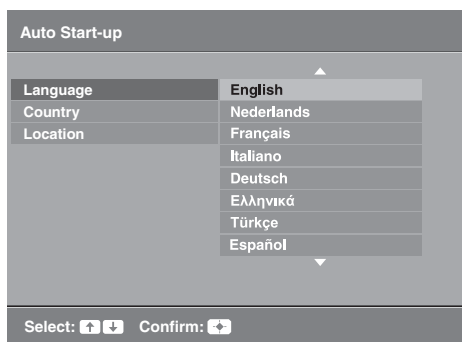 Auto Start-up
Language
Country
Location
English
Nederlands
Français
Italiano
Deutsch
Ελληνικά
Türkçe
Español
Select: Confirm: